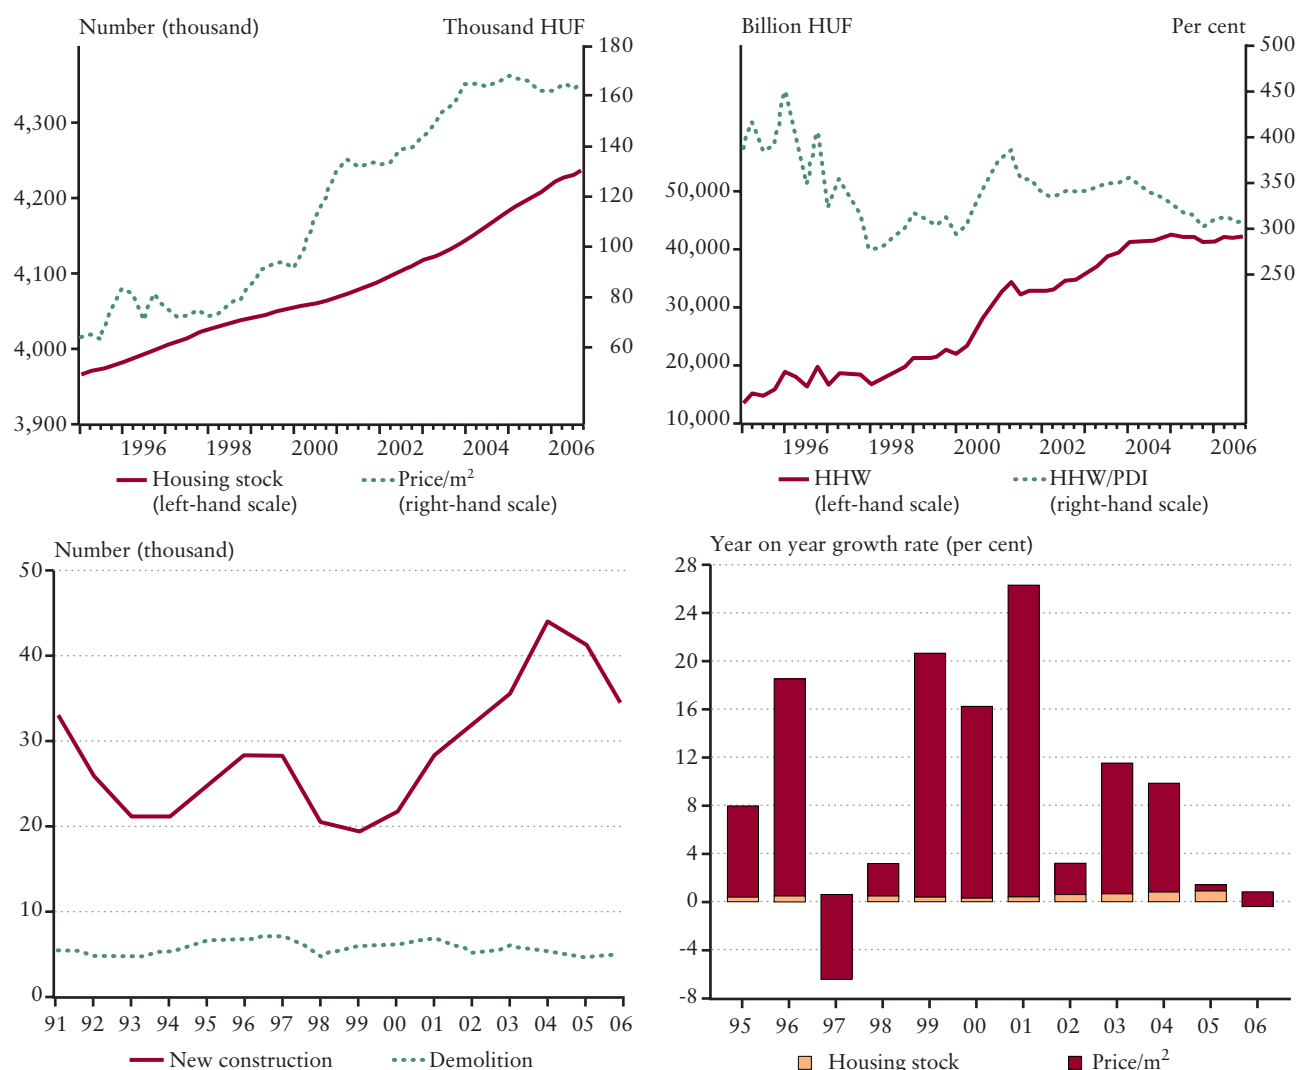 Number (thousand)
Thousand HUF
180
160
140
120
100
80
60
4,300
4,200
4,100
4,000
3,900
1996 1998 2000 2002 2004 2006
Housing stock
(left-hand scale)
Price/m²
(right-hand scale)
Billion HUF
Per cent
500
450
400
350
300
250
50,000
40,000
30,000
20,000
10,000
1996 1998 2000 2002 2004 2006
HHW
(left-hand scale)
HHW/PDI
(right-hand scale)
Number (thousand)
50
40
30
20
10
0
91 92 93 94 95 96 97 98 99 00 01 02 03 04 05 06
New construction
Demolition
Year on year growth rate (per cent)
28
24
20
16
12
8
4
0
-4
-8
95 96 97 98 99 00 01 02 03 04 05 06
Housing stock
Price/m²